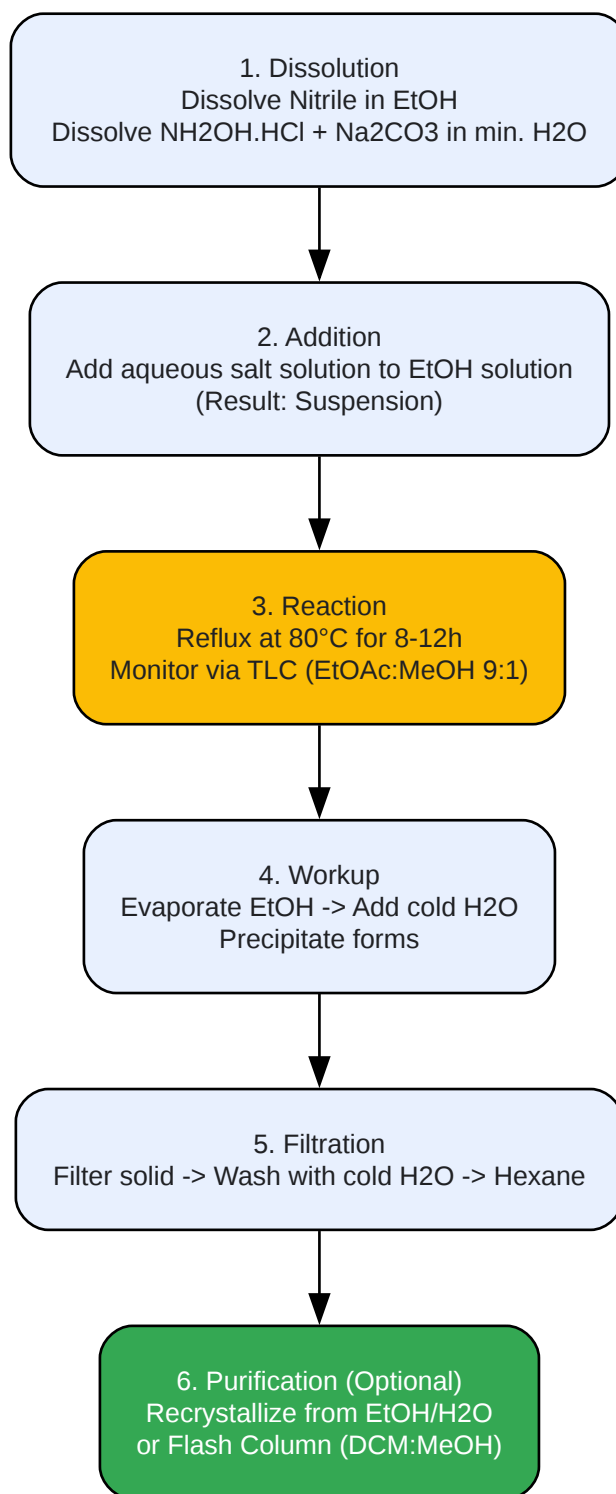 1. Dissolution
Dissolve Nitrile in EtOH
Dissolve NH2OH.HCl + Na2CO3 in min. H2O
2. Addition
Add aqueous salt solution to EtOH solution
(Result: Suspension)
3. Reaction
Reflux at 80°C for 8-12h
Monitor via TLC (EtOAc:MeOH 9:1)
4. Workup
Evaporate EtOH -> Add cold H2O
Precipitate forms
5. Filtration
Filter solid -> Wash with cold H2O -> Hexane
6. Purification (Optional)
Recrystallize from EtOH/H2O
or Flash Column (DCM:MeOH)